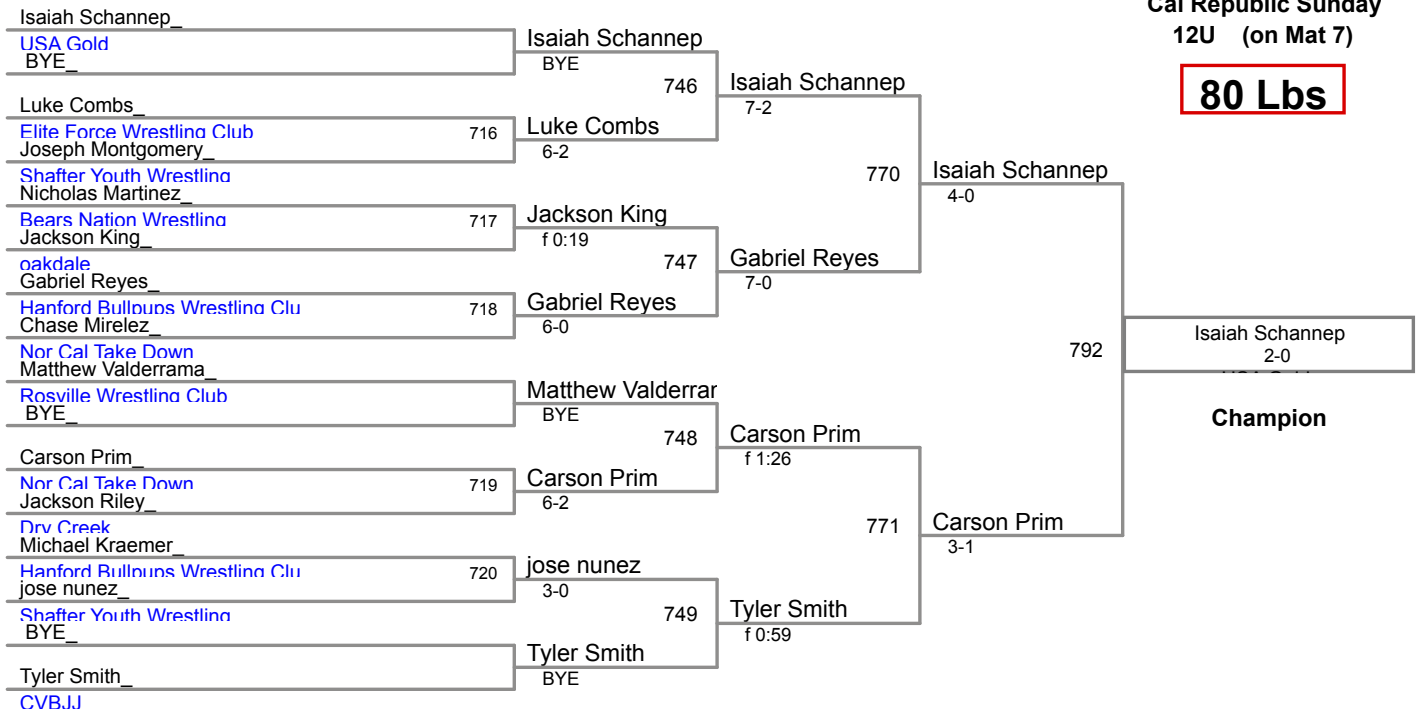 Cal Republic Sunday
12U (on Mat 7)
80 Lbs
Isaiah Schannep_
USA Gold
BYE_
Luke Combs_
Elite Force Wrestling Club
Joseph Montgomery_
Shafter Youth Wrestling
Nicholas Martinez_
Bears Nation Wrestling
Jackson King_
oakdale
Gabriel Reyes_
Hanford Bullpups Wrestling Clu
Chase Mirelez_
Nor Cal Take Down
Matthew Valderrama_
Rosville Wrestling Club
BYE_
Carson Prim_
Nor Cal Take Down
Jackson Riley_
Dry Creek
Michael Kraemer_
Hanford Bullpups Wrestling Clu
jose nunez_
Shafter Youth Wrestling
BYE_
Tyler Smith_
CVBJJ
716
717
718
719
720
Isaiah Schannep
BYE
Luke Combs
6-2
Jackson King
f 0:19
Gabriel Reyes
6-0
Matthew Valderrar
BYE
Carson Prim
6-2
jose nunez
3-0
Tyler Smith
BYE
746
747
748
749
Isaiah Schannep
7-2
Gabriel Reyes
7-0
Carson Prim
f 1:26
Tyler Smith
f 0:59
770
771
Isaiah Schannep
4-0
Carson Prim
3-1
792
Isaiah Schannep
2-0
Champion